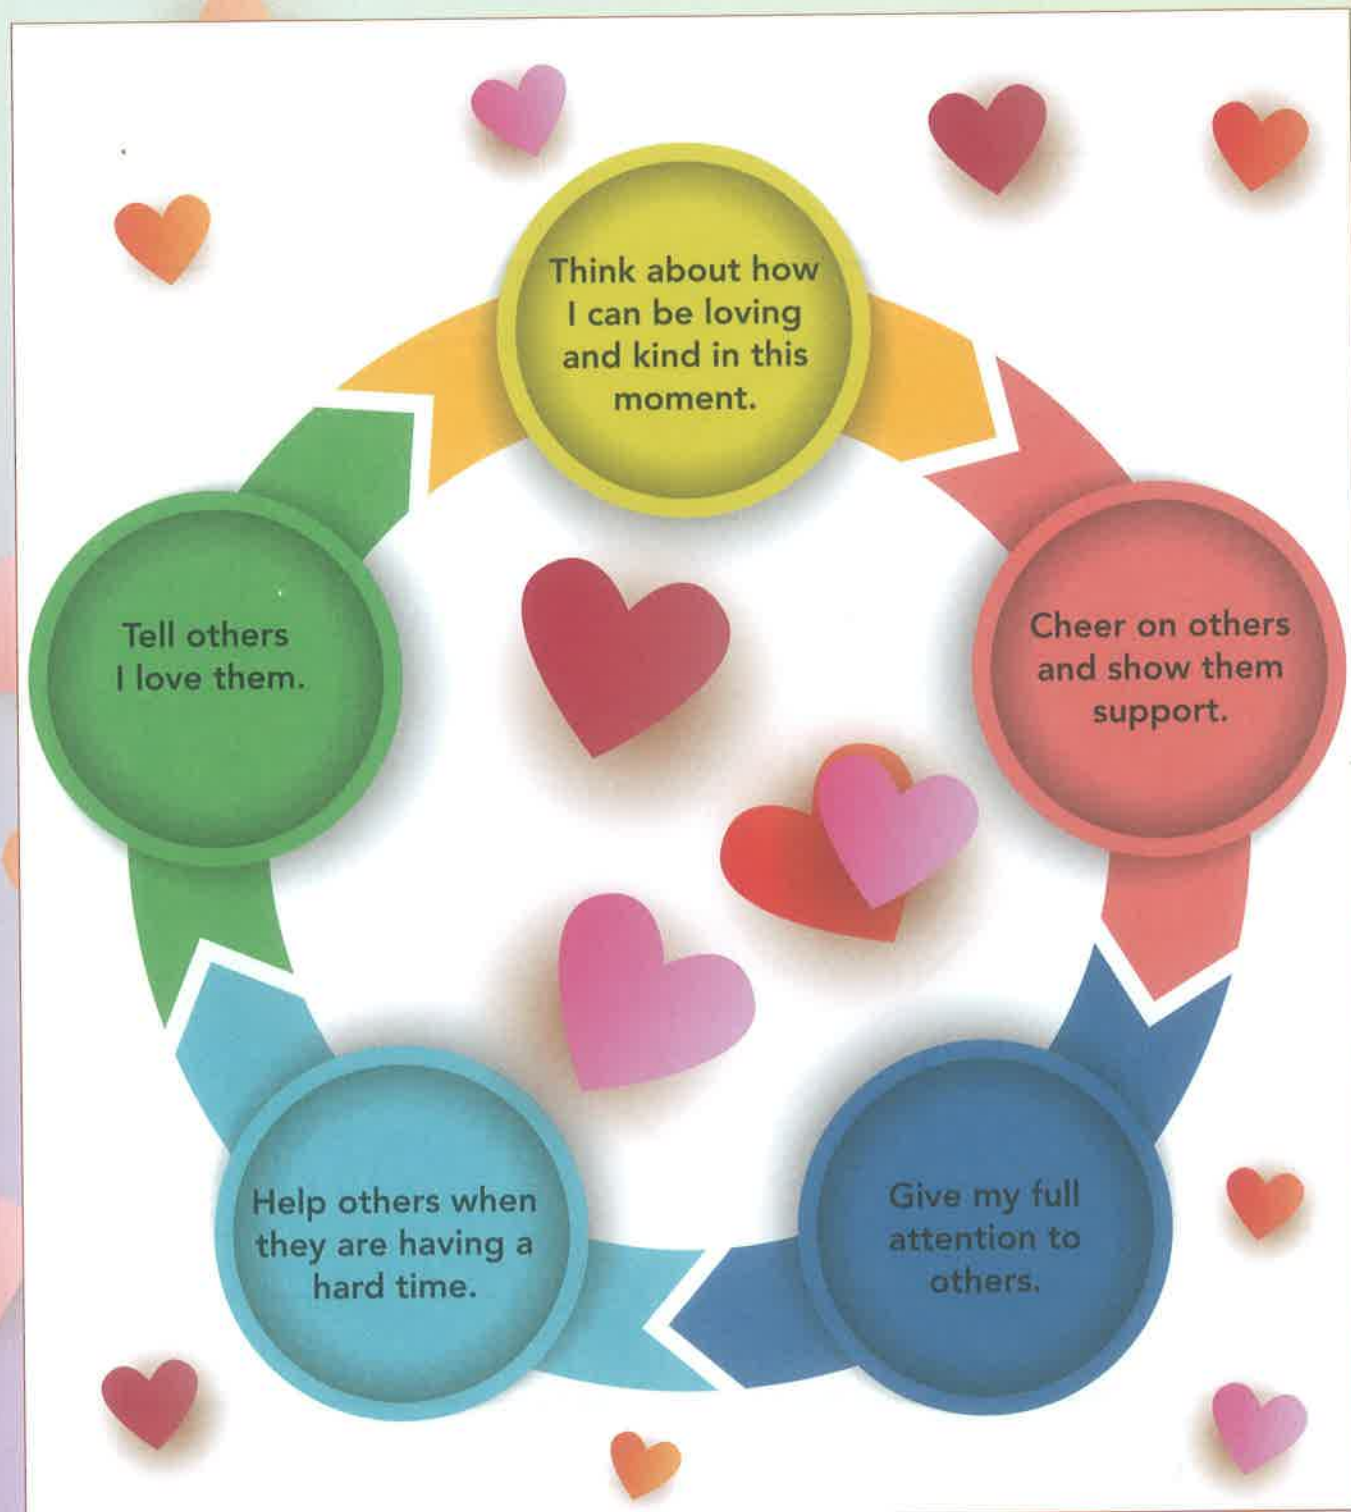 Think about how
I can be loving
and kind in this
moment.
Cheer on others
and show them
support.
Give my full
attention to
others.
Help others when
they are having a
hard time.
Tell others
I love them.